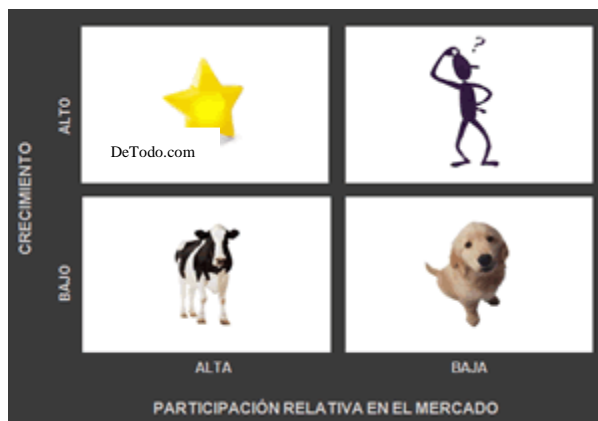 ?
DeTodo.com
CRECIMIENTO
ALTO
BAJO
ALTA
BAJA
PARTICIPACIÓN RELATIVA EN EL MERCADO